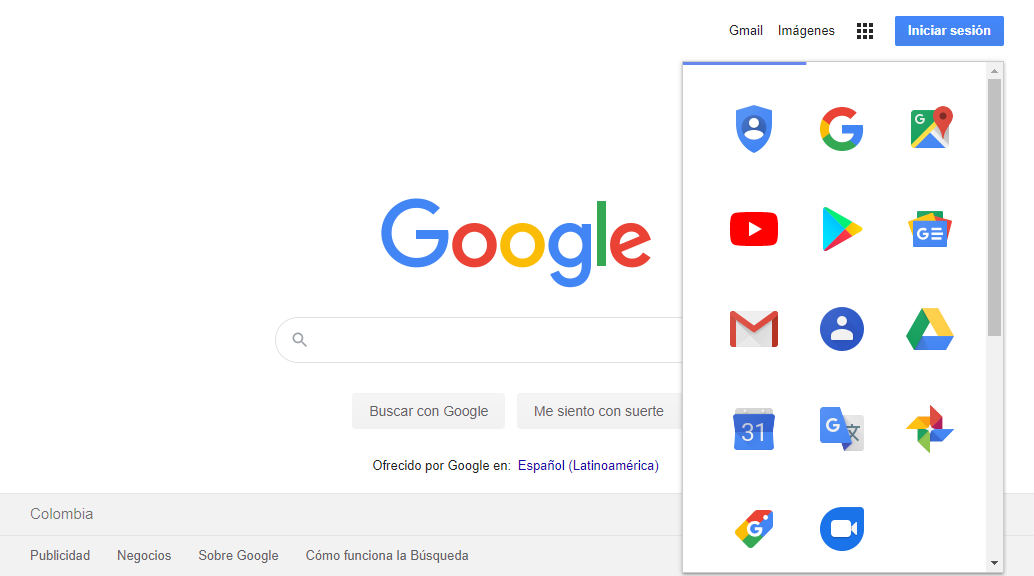 Gmail Imágenes Iniciar sesión
G
G
Google
G
Buscar con Google Me siento con suerte
31 G 文
Ofrecido por Google en: Español (Latinoamérica)
Colombia
G
Publicidad Negocios Sobre Google Cómo funciona la Búsqueda